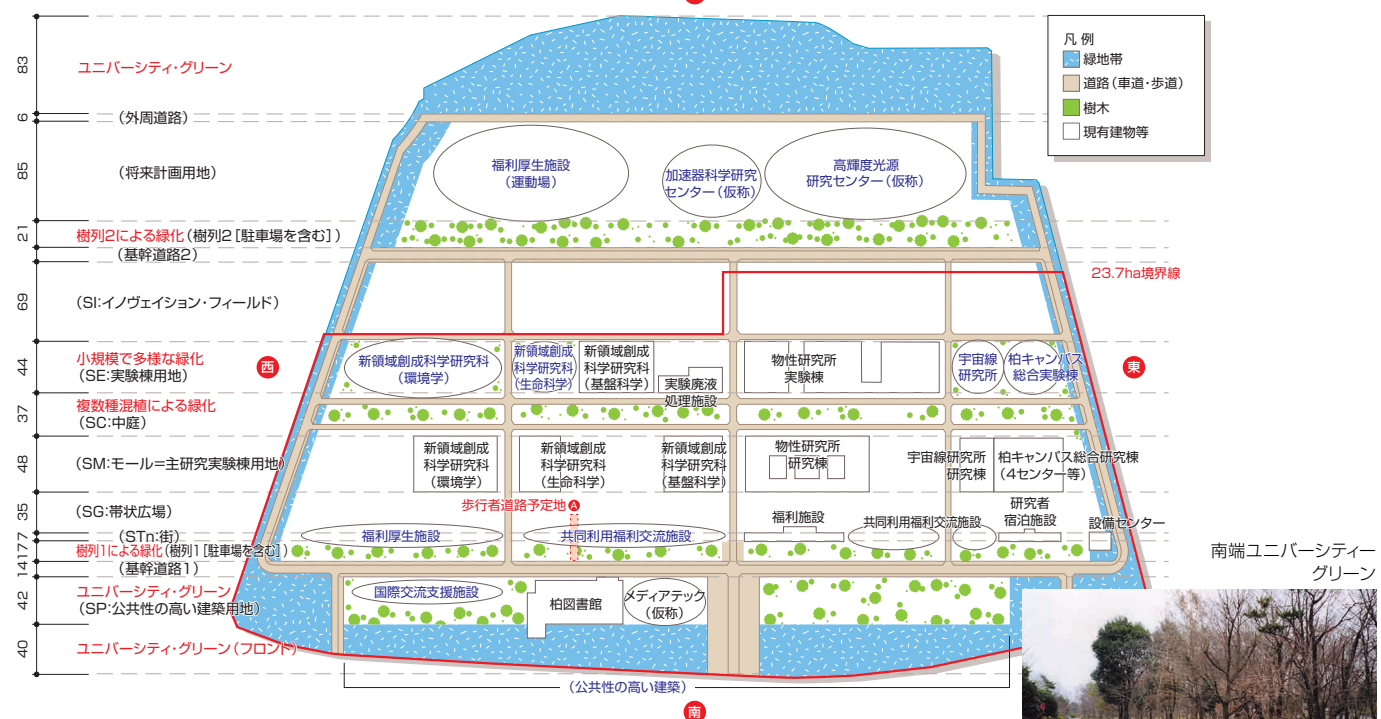 凡 例
緑地帯
道路（車道・歩道）
樹木
現有建物等
83
ユニバーシティ・グリーン
6
（外周道路）
85
（将来計画用地）
福利厚生施設
（運動場）
加速器科学研究
センター（仮称）
高輝度光源
研究センター（仮称）
21
樹列2による緑化（樹列2［駐車場を含む］）
（基幹道路2）
23.7ha境界線
69
（SI:イノヴェイション・フィールド）
44
小規模で多様な緑化
（SE:実験棟用地）
西
新領域創成科学研究科
（環境学）
新領域創成
科学研究科
（生命科学）
新領域創成
科学研究科
（基盤科学）
実験廃液
処理施設
物性研究所
実験棟
宇宙線
研究所
柏キャンパス
総合実験棟
東
37
複数種混植による緑化
（SC:中庭）
48
（SM:モール＝主研究実験棟用地）
新領域創成
科学研究科
（環境学）
新領域創成
科学研究科
（生命科学）
新領域創成
科学研究科
（基盤科学）
物性研究所
研究棟
宇宙線研究所
研究棟
柏キャンパス総合研究棟
（4センター等）
35
（SG:帯状広場）
歩行者道路予定地 A
福利施設
共同利用福利交流施設
研究者
宿泊施設
設備センター
7
（STn:街）
福利厚生施設
共同利用福利交流施設
17
樹列1による緑化（樹列1［駐車場を含む］）
14
（基幹道路1）
42
ユニバーシティ・グリーン
（SP:公共性の高い建築用地）
国際交流支援施設
柏図書館
メディアテック
（仮称）
40
ユニバーシティ・グリーン（フロント）
（公共性の高い建築）
南
南端ユニバーシティー
グリーン